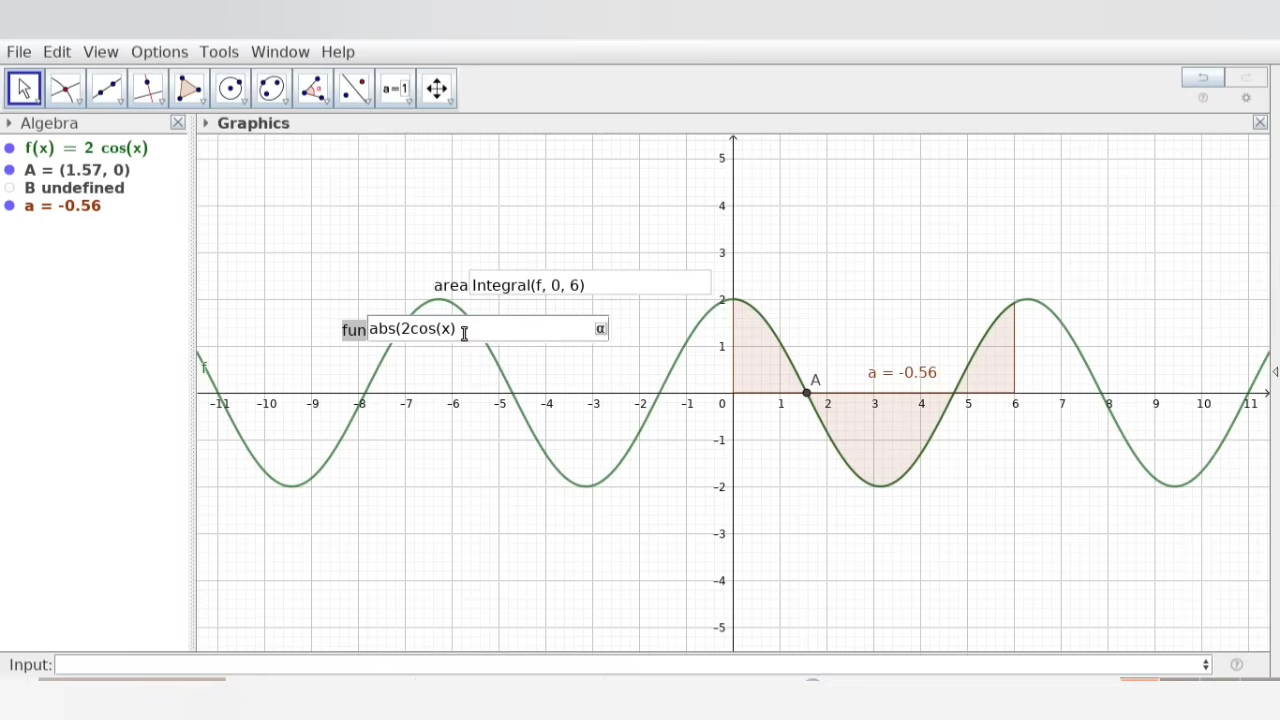 File Edit View Options Tools Window Help
a=1
Algebra
Graphics
f(x) = 2 cos(x)
A = (1.57, 0)
B undefined
a = -0.56
area Integral(f, 0, 6)
fun abs(2cos(x) α
f
a = -0.56
A
5
4
3
2
1
-11 -10 -9 -8 -7 -6 -5 -4 -3 -2 -1 0 1 2 3 4 5 6 7 8 9 10 11
-1
-2
-3
-4
-5
Input: